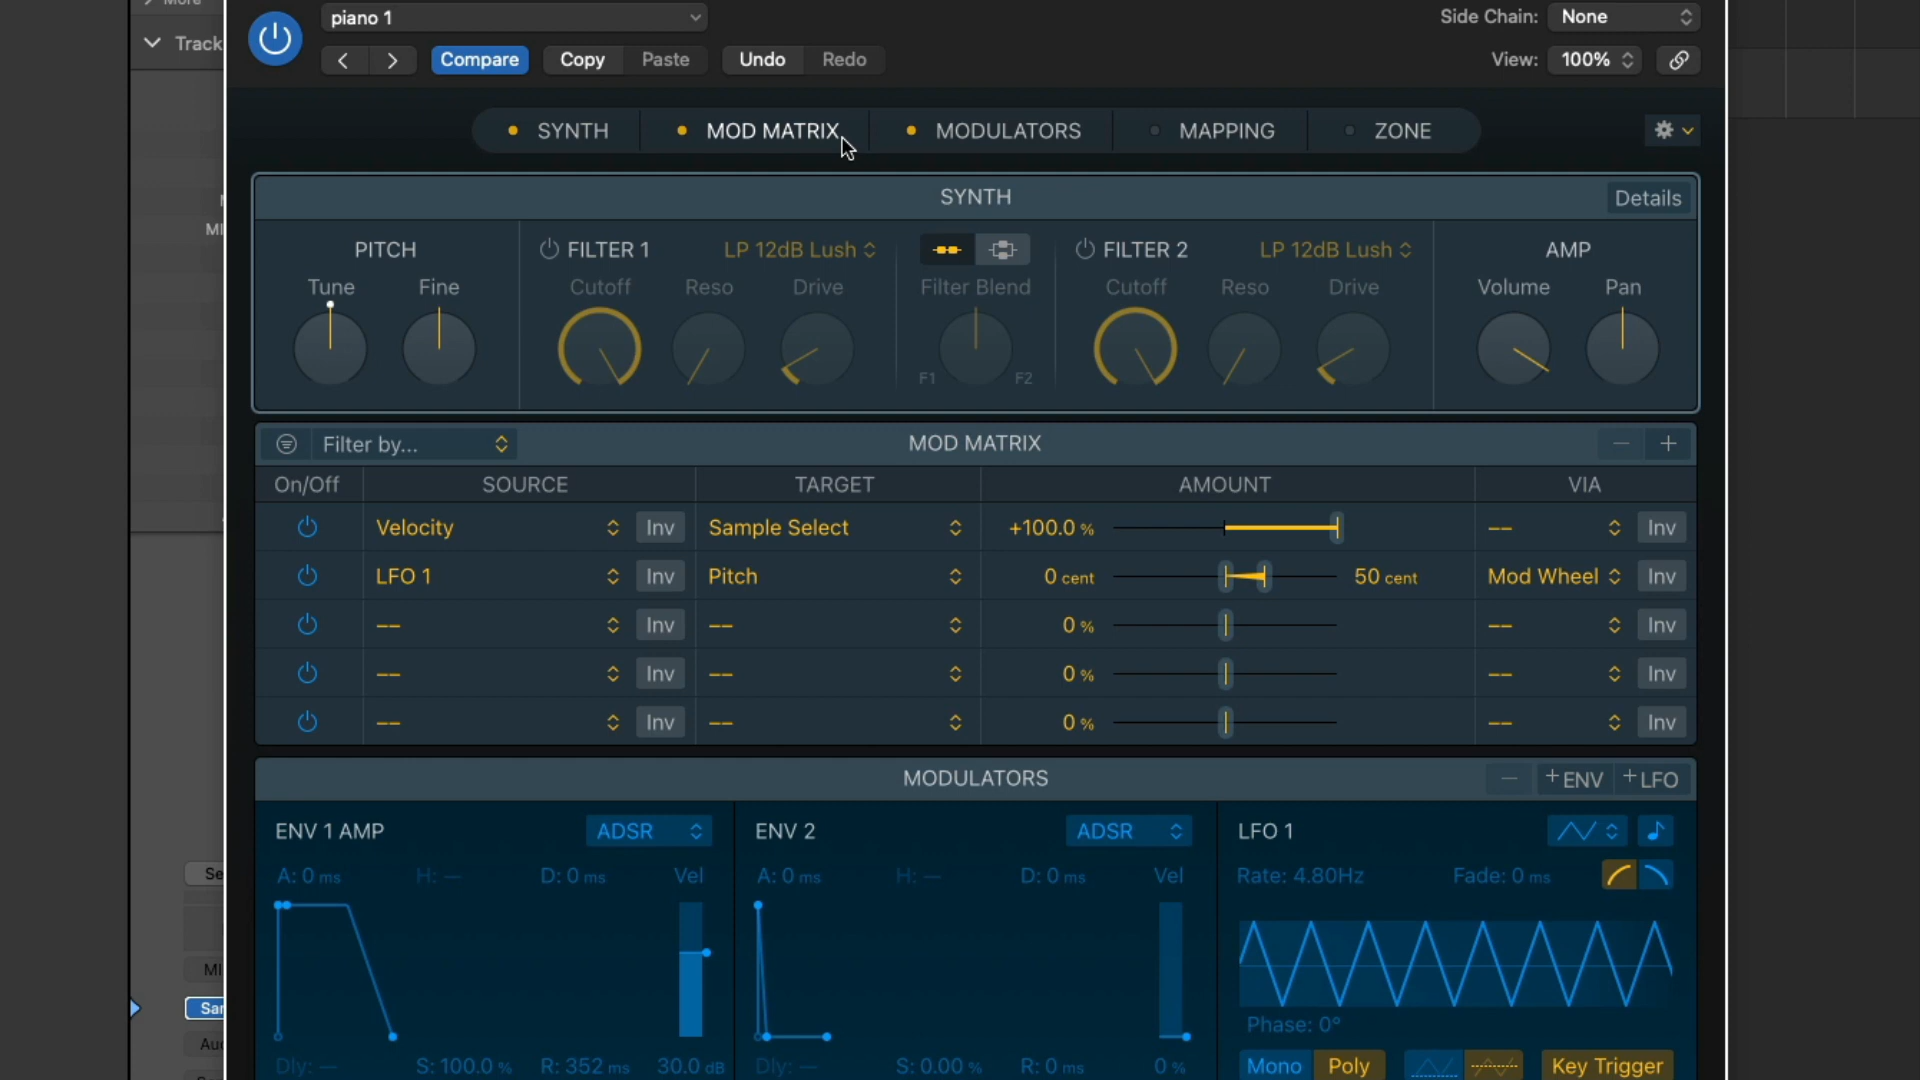 More
piano 1
Side Chain:
None
Track
Compare
Copy
Paste
Undo
Redo
View:
100%
SYNTH
MOD MATRIX
MODULATORS
MAPPING
ZONE
SYNTH
Details
PITCH
FILTER 1
LP 12dB Lush
FILTER 2
LP 12dB Lush
AMP
Tune
Fine
Cutoff
Reso
Drive
Filter Blend
Cutoff
Reso
Drive
Volume
Pan
F1
F2
Filter by...
MOD MATRIX
On/Off
SOURCE
TARGET
AMOUNT
VIA
Velocity
Inv
Sample Select
+100.0 %
--
Inv
LFO 1
Inv
Pitch
0 cent
50 cent
Mod Wheel
Inv
--
Inv
--
0 %
--
Inv
--
Inv
--
0 %
--
Inv
--
Inv
--
0 %
--
Inv
MODULATORS
+ENV
+LFO
ENV 1 AMP
ADSR
ENV 2
ADSR
LFO 1
A: 0 ms
H: —
D: 0 ms
Vel
A: 0 ms
H: —
D: 0 ms
Vel
Rate: 4.80Hz
Fade: 0 ms
Phase: 0°
Dly: —
S: 100.0 %
R: 352 ms
30.0 dB
Dly: —
S: 0.00 %
R: 0 ms
0 %
Mono
Poly
Key Trigger